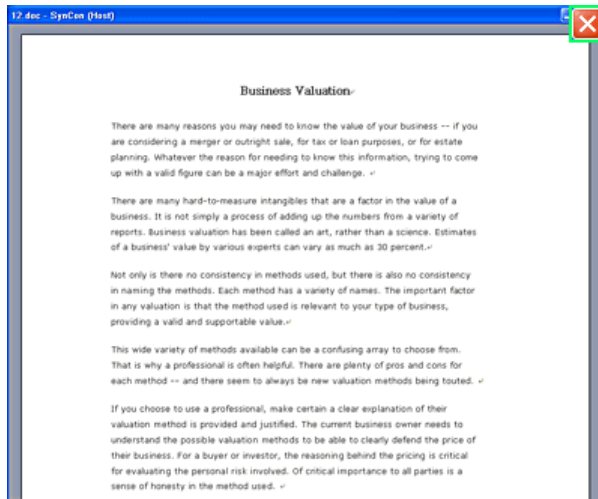 12.doc - SynCon (Host)
Business Valuation
There are many reasons you may need to know the value of your business -- if you
are considering a merger or outright sale, for tax or loan purposes, or for estate
planning. Whatever the reason for needing to know this information, trying to come
up with a valid figure can be a major effort and challenge.
There are many hard-to-measure intangibles that are a factor in the value of a
business. It is not simply a process of adding up the numbers from a variety of
reports. Business valuation has been called an art, rather than a science. Estimates
of a business' value by various experts can vary as much as 30 percent.
Not only is there no consistency in methods used, but there is also no consistency
in naming the methods. Each method has a variety of names. The important factor
in any valuation is that the method used is relevant to your type of business,
providing a valid and supportable value.
This wide variety of methods available can be a confusing array to choose from.
That is why a professional is often helpful. There are plenty of pros and cons for
each method -- and there seem to always be new valuation methods being touted.
If you choose to use a professional, make certain a clear explanation of their
valuation method is provided and justified. The current business owner needs to
understand the possible valuation methods to be able to clearly defend the price of
their business. For a buyer or investor, the reasoning behind the pricing is critical
for evaluating the personal risk involved. Of critical importance to all parties is a
sense of honesty in the method used.